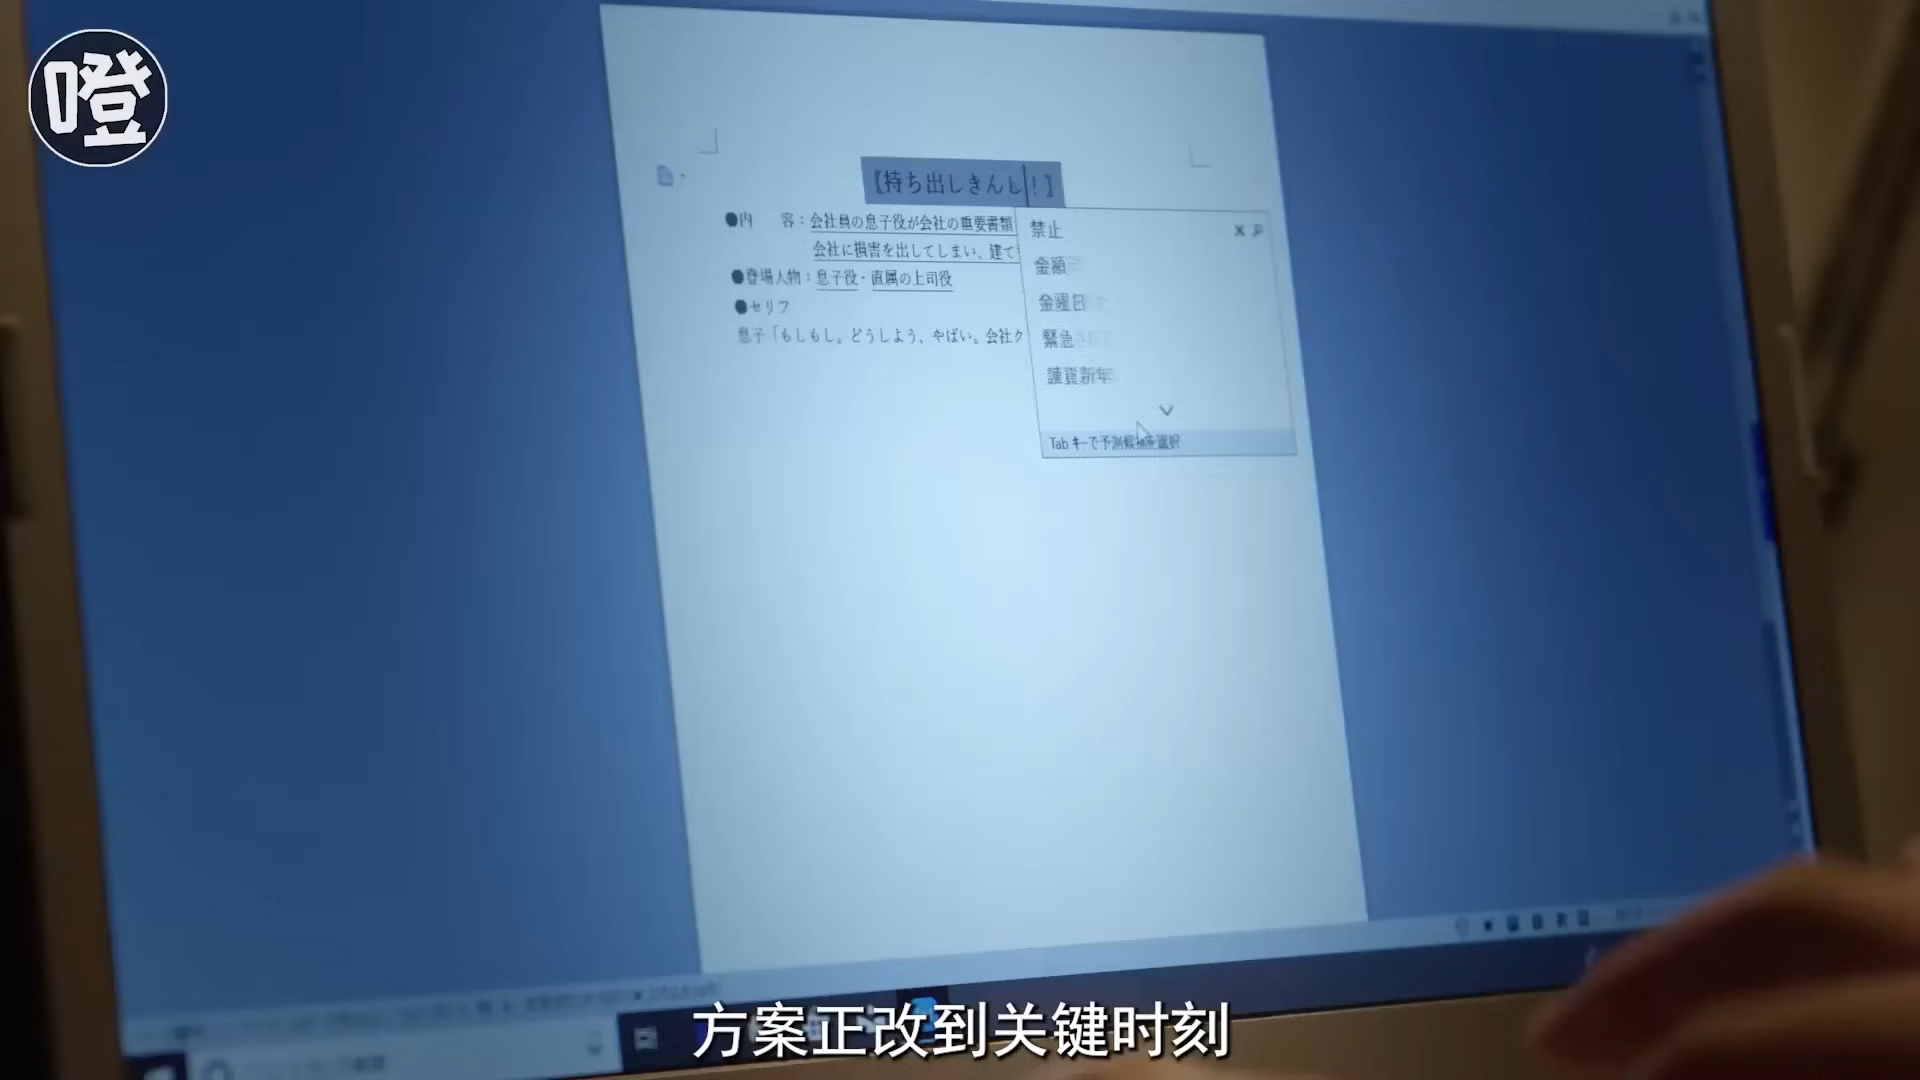 噔
【持ち出しきんし！】
●内 容：会社員の息子役が会社の重要書類
会社に損害を出してしまい、建て
●登場人物：息子役・直属の上司役
●セリフ
息子「もしもし。どうしよう、やばい。会社ク
禁止
金額
金曜日
緊急
謹賀新年
Tab キーで予測候補を選択
方案正改到关键时刻